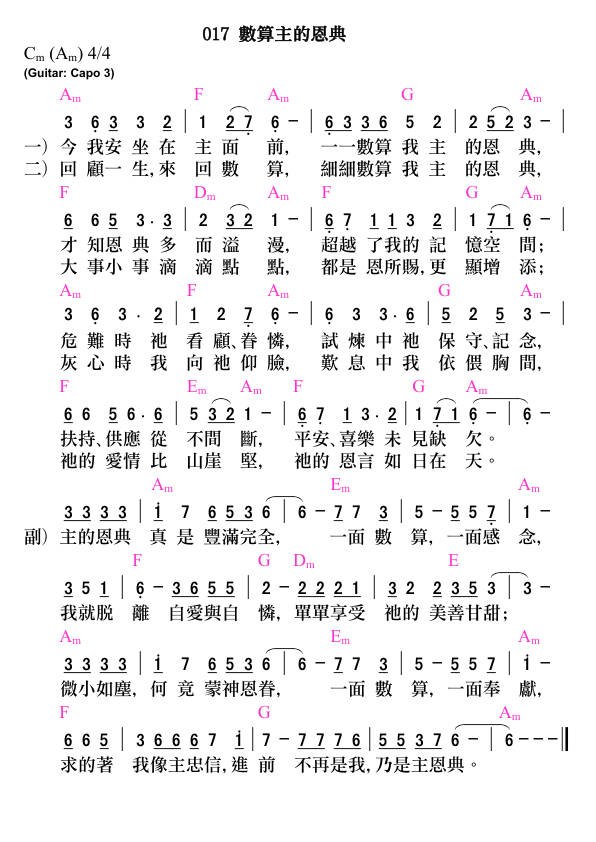 017 數算主的恩典
Cm (Am) 4/4
(Guitar: Capo 3)
Am F Am G Am
3 6 3 3 2 | 1 2 7 6 - | 6 3 3 6 5 2 | 2 5 2 3 - |
一）今 我安 坐 在 主 面 前, 一一數算 我 主 的恩 典,
二）回 顧一 生, 來 回 數 算, 細細數算 我 主 的恩 典,
F Dm Am F G Am
6 6 5 3 . 3 | 2 3 2 1 - | 6 7 1 1 3 2 | 1 7 1 6 - |
才 知恩 典 多 而 溢 漫, 超越 了我的 記 憶空 間;
大 事小 事 滴 滴 點 點, 都是 恩所賜, 更 顯增 添;
Am F Am G Am
3 6 3 . 2 | 1 2 7 6 - | 6 3 3 . 6 | 5 2 5 3 |
危 難 時 祂 看 顧、眷 憐, 試 煉 中 祂 保 守、記 念,
灰 心 時 我 向 祂 仰 臉, 歎 息 中 我 依 偎 胸 間,
F Em Am F G Am
6 6 5 6 . 6 | 5 3 2 1 - | 6 7 1 3 . 2 | 1 7 1 6 - | 6 -
扶持、供應 從 不間 斷, 平安、喜樂 未 見缺 欠。
祂的 愛情 比 山崖 堅, 祂的 恩言 如 日在 天。
Am Em Am
3 3 3 3 | 1 7 6 5 3 6 | 6 - 7 7 3 | 5 - 5 5 7 | 1 -
副）主的恩典 真 是 豐滿完全, 一面 數 算, 一面感 念,
F G Dm E
3 5 1 | 6 - 3 6 5 5 | 2 - 2 2 2 1 | 3 2 2 3 5 3 | 3 -
我就脱 離 自愛與自 憐, 單單享受 祂的 美善甘甜;
Am Em Am
3 3 3 3 | 1 7 6 5 3 6 | 6 - 7 7 3 | 5 - 5 5 7 | 1 -
微小如塵, 何 竟 蒙神恩眷, 一面 數 算, 一面奉 獻,
F G Am
6 6 5 | 3 6 6 6 7 1 | 7 - 7 7 7 6 | 5 5 3 7 6 - | 6 - - - ||
求的著 我像主忠信, 進 前 不再是我, 乃是主恩典。